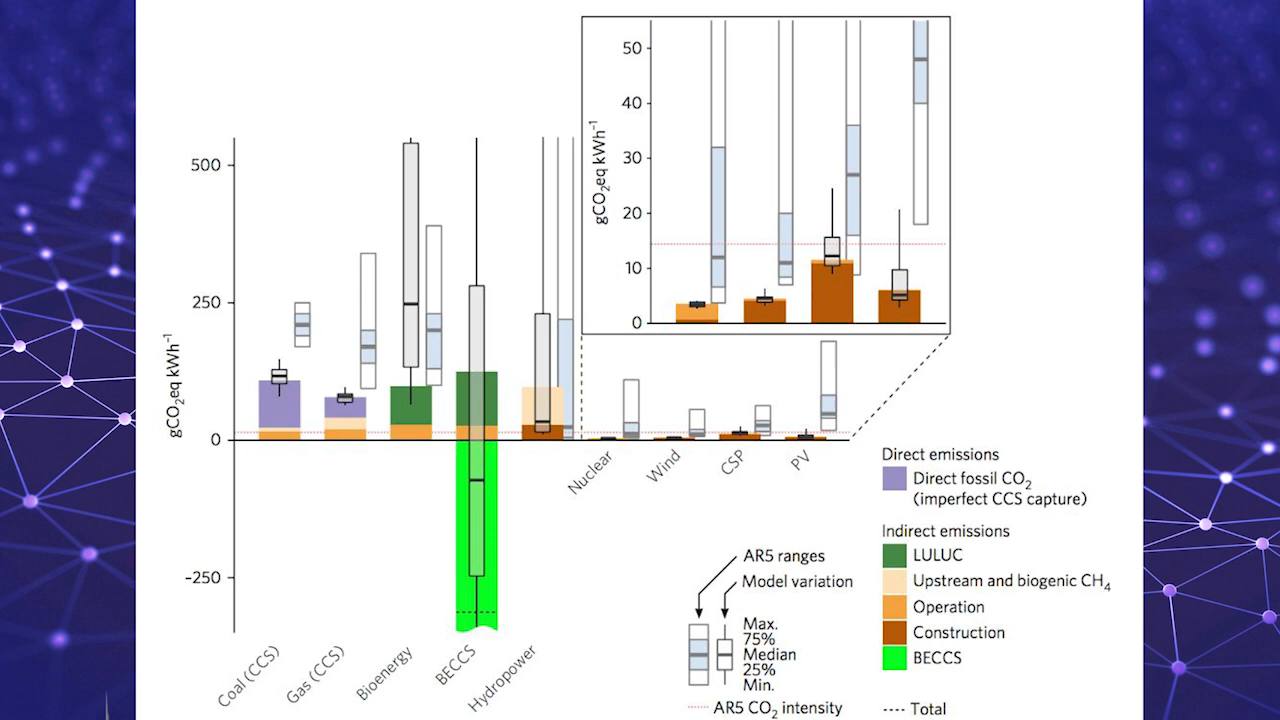 50
40
30
20
10
0
gCO₂eq kWh⁻¹
500
250
0
-250
gCO₂eq kWh⁻¹
Coal (CCS)
Gas (CCS)
Bioenergy
BECCS
Hydropower
Nuclear
Wind
CSP
PV
Direct emissions
Direct fossil CO₂
(imperfect CCS capture)
Indirect emissions
LULUC
Upstream and biogenic CH₄
Operation
Construction
BECCS
Total
AR5 ranges
Model variation
Max.
75%
Median
25%
Min.
AR5 CO₂ intensity